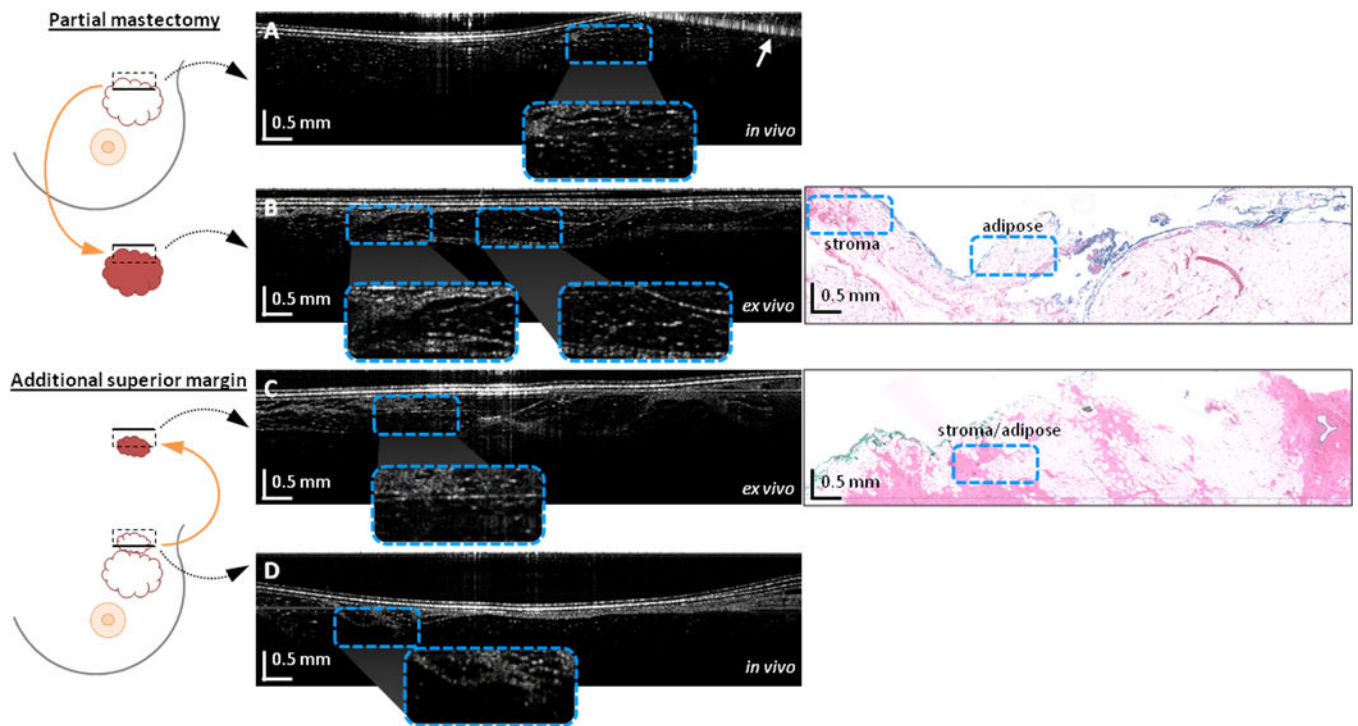 Partial mastectomy
A
0.5 mm
in vivo
B
0.5 mm
ex vivo
stroma
adipose
0.5 mm
Additional superior margin
C
0.5 mm
ex vivo
stroma/adipose
0.5 mm
D
0.5 mm
in vivo